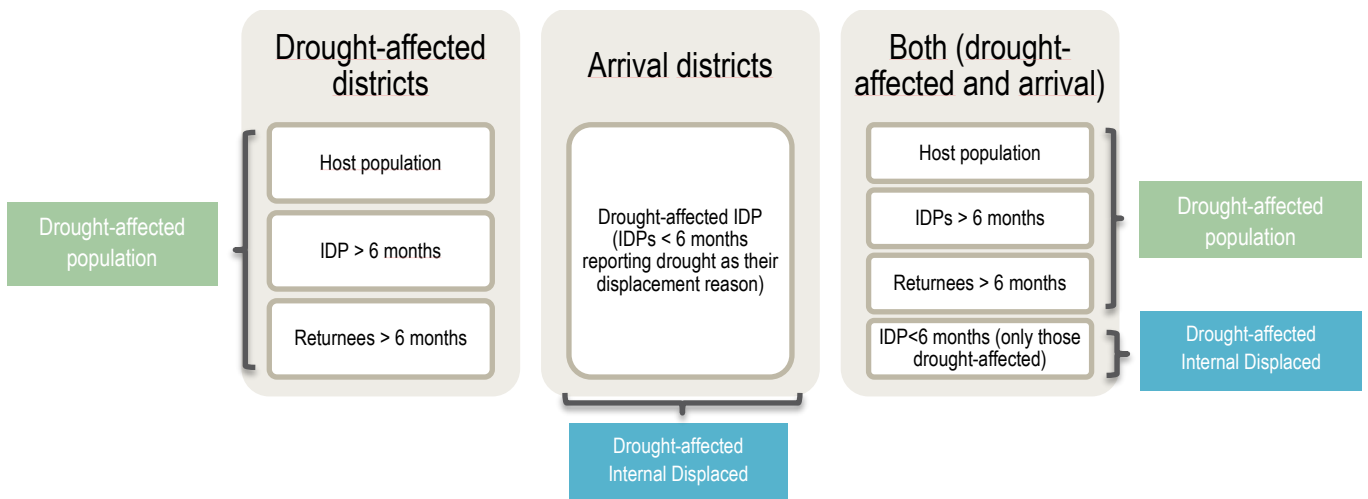 Drought-affected
districts
Host population
IDP > 6 months
Returnees > 6 months
Drought-affected
population
Arrival districts
Drought-affected IDP
(IDPs < 6 months
reporting drought as their
displacement reason)
Drought-affected
Internal Displaced
Both (drought-
affected and arrival)
Host population
IDPs > 6 months
Returnees > 6 months
IDP<6 months (only those
drought-affected)
Drought-affected
population
Drought-affected
Internal Displaced